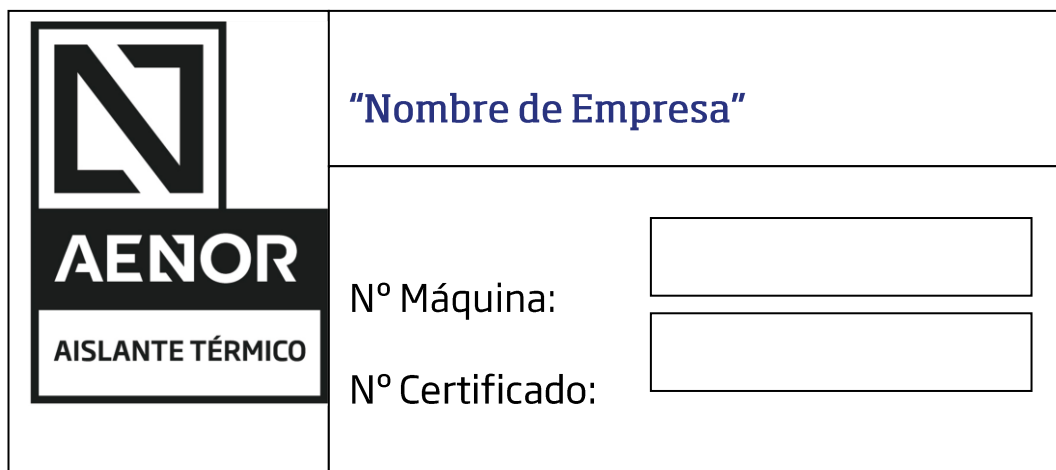 AENOR
AISLANTE TÉRMICO
“Nombre de Empresa”
Nº Máquina:
Nº Certificado: